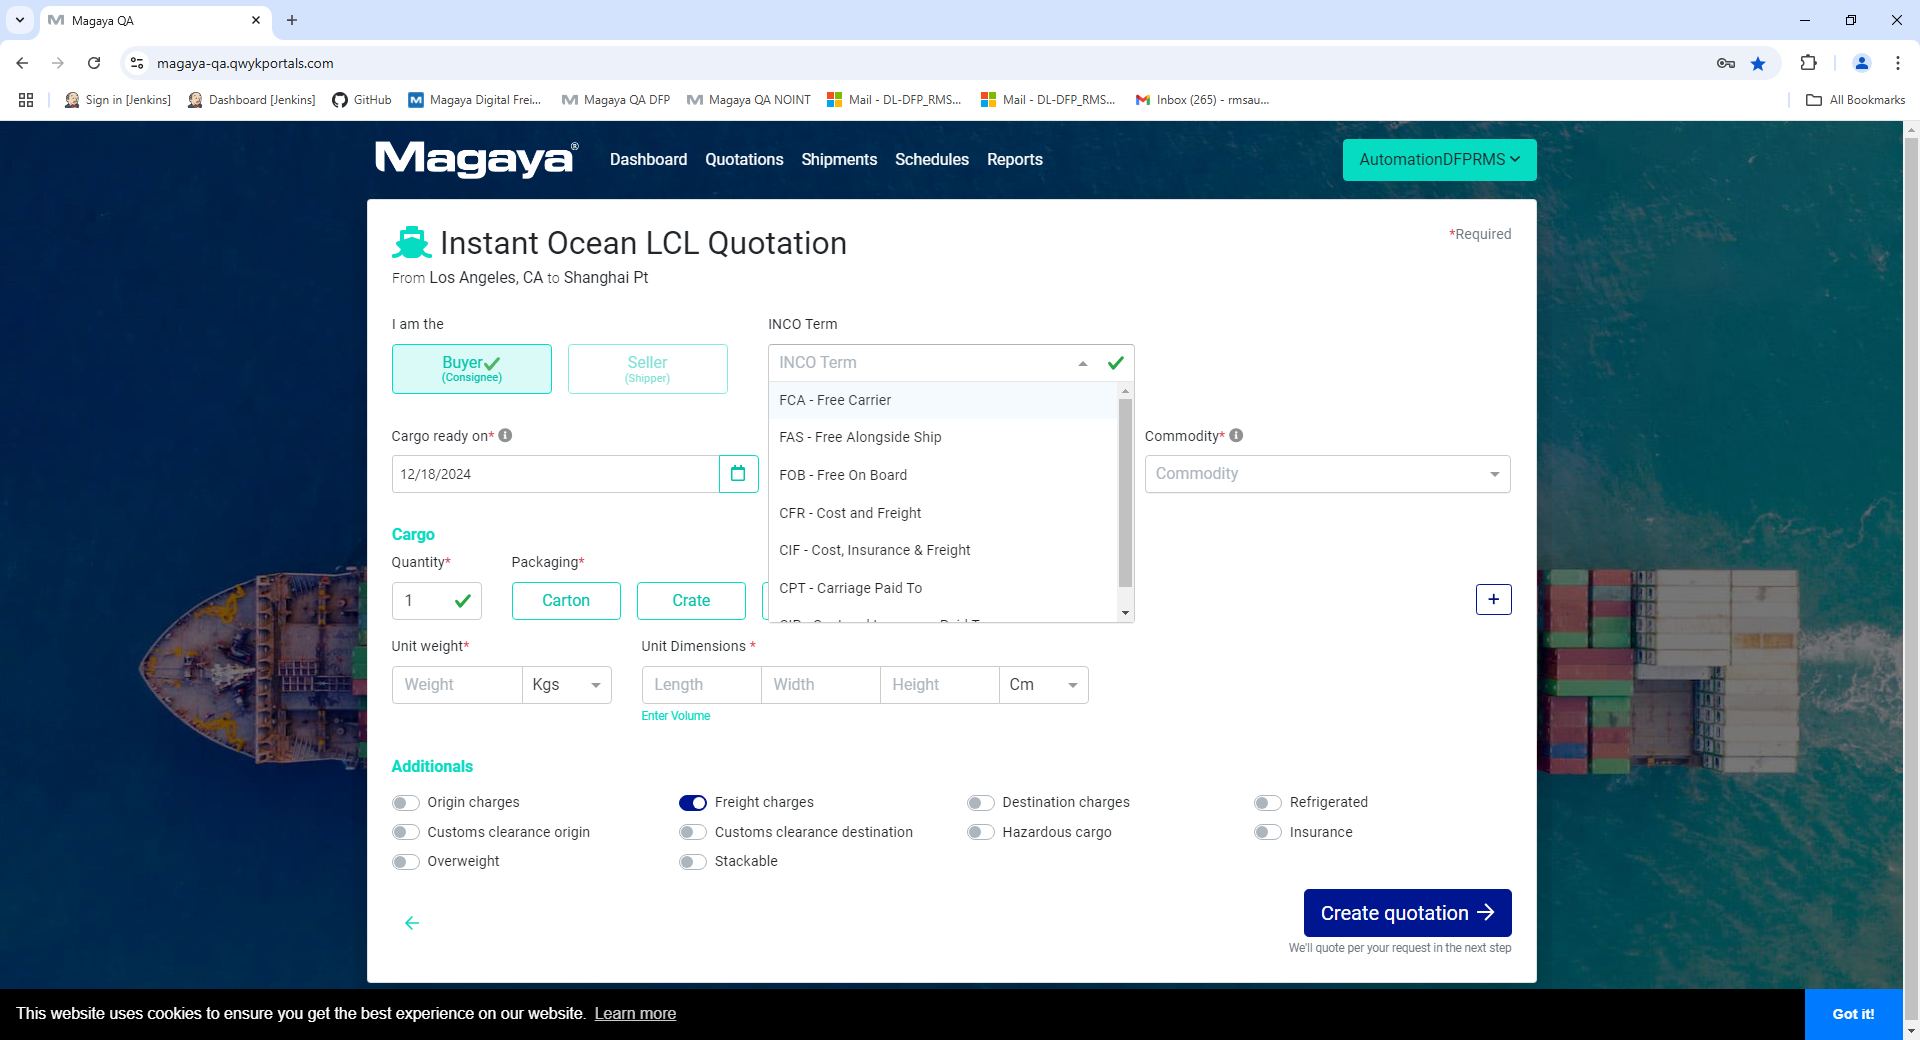 Magaya QA
magaya-qa.qwykportals.com
Sign in [Jenkins]
Dashboard [Jenkins]
GitHub
Magaya Digital Frei...
Magaya QA DFP
Magaya QA NOINT
Mail - DL-DFP_RMS...
Mail - DL-DFP_RMS...
Inbox (265) - rmsau...
All Bookmarks
Magaya®
Dashboard
Quotations
Shipments
Schedules
Reports
AutomationDFPRMS
Instant Ocean LCL Quotation
*Required
From Los Angeles, CA to Shanghai Pt
I am the
INCO Term
Buyer
(Consignee)
Seller
(Shipper)
INCO Term
FCA - Free Carrier
FAS - Free Alongside Ship
FOB - Free On Board
CFR - Cost and Freight
CIF - Cost, Insurance & Freight
CPT - Carriage Paid To
Cargo ready on*
12/18/2024
Commodity*
Commodity
Cargo
Quantity*
Packaging*
1
Carton
Crate
+
Unit weight*
Unit Dimensions *
Weight
Kgs
Length
Width
Height
Cm
Enter Volume
Additionals
Origin charges
Freight charges
Destination charges
Refrigerated
Customs clearance origin
Customs clearance destination
Hazardous cargo
Insurance
Overweight
Stackable
Create quotation
We'll quote per your request in the next step
This website uses cookies to ensure you get the best experience on our website. Learn more
Got it!